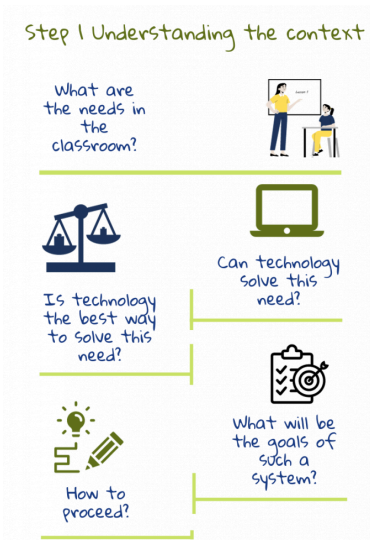 Step 1 Understanding the context
What are
the needs in
the
classroom?
Can technology
solve this
need?
Is technology
the best way
to solve this
need?
What will be
the goals of
such a
system?
How to
proceed?